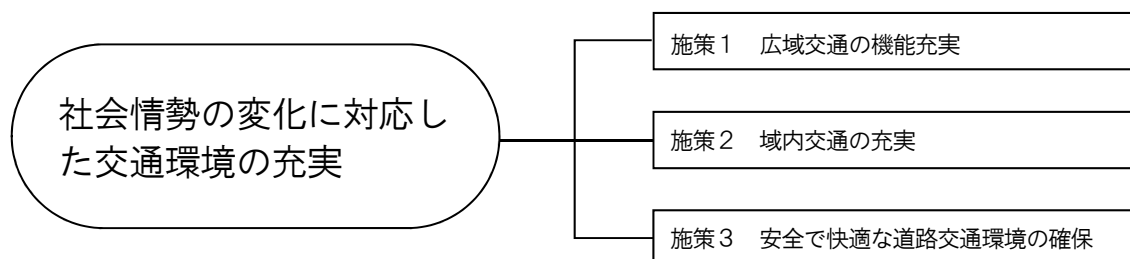 社会情勢の変化に対応し
た交通環境の充実
施策１　広域交通の機能充実
施策２　域内交通の充実
施策３　安全で快適な道路交通環境の確保